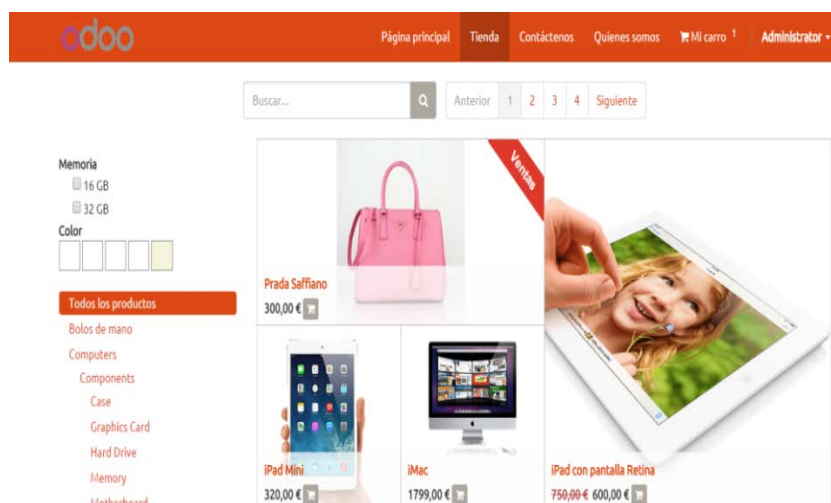 odoo
Página principal Tienda Contáctenos Quienes somos Mi carro 1 Administrator
Buscar... Anterior 1 2 3 4 Siguiente
Memoria
16 GB
32 GB
Color
Ventas
Prada Saffiano
300,00 €
Todos los productos
Bolos de mano
Computers
Components
Case
Graphics Card
Hard Drive
Memory
Motherboard
iPad Mini
320,00 €
iMac
1799,00 €
iPad con pantalla Retina
750,00 € 600,00 €